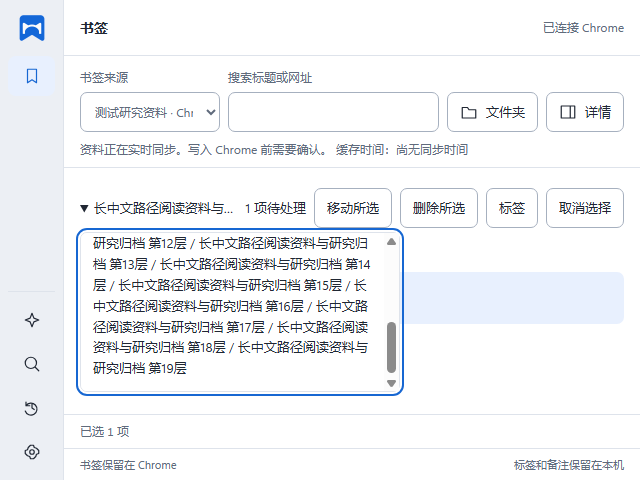 书签
已连接 Chrome
书签来源
搜索标题或网址
测试研究资料 · Chr
文件夹
详情
资料正在实时同步。写入 Chrome 前需要确认。 缓存时间：尚无同步时间
▼ 长中文路径阅读资料与... 1 项待处理
移动所选
删除所选
标签
取消选择
研究归档 第12层 / 长中文路径阅读资料与研究归
档 第13层 / 长中文路径阅读资料与研究归档 第14
层 / 长中文路径阅读资料与研究归档 第15层 / 长
中文路径阅读资料与研究归档 第16层 / 长中文路
径阅读资料与研究归档 第17层 / 长中文路径阅读
资料与研究归档 第18层 / 长中文路径阅读资料与
研究归档 第19层
已选 1 项
书签保留在 Chrome
标签和备注保留在本机